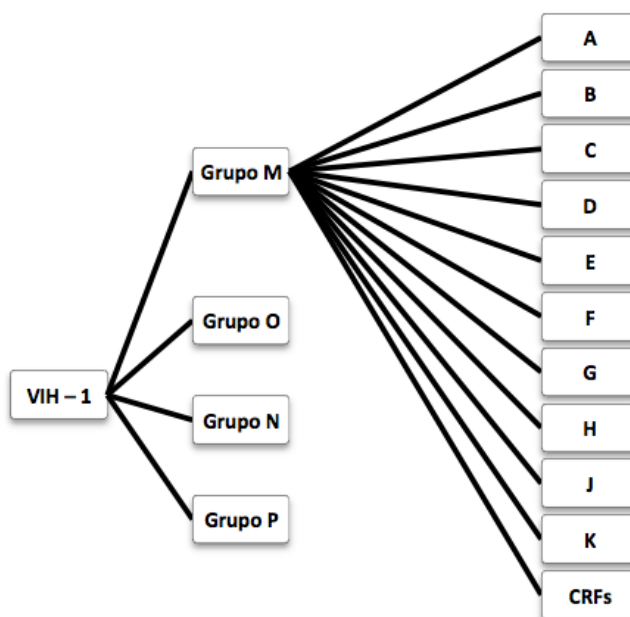 VIH – 1
Grupo M
Grupo O
Grupo N
Grupo P
A
B
C
D
E
F
G
H
J
K
CRFs